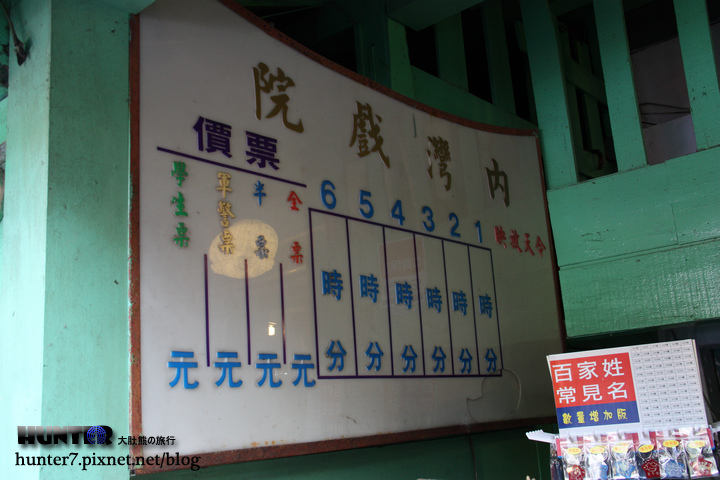 內灣戲院
今天放映
1 2 3 4 5 6
時 時 時 時 時 時
分 分 分 分 分 分
票價
全票 半票 軍警票 學生票
元 元 元 元
百家姓
常見名
數量增加版
HUNTER 大肚熊の旅行
hunter7.pixnet.net/blog